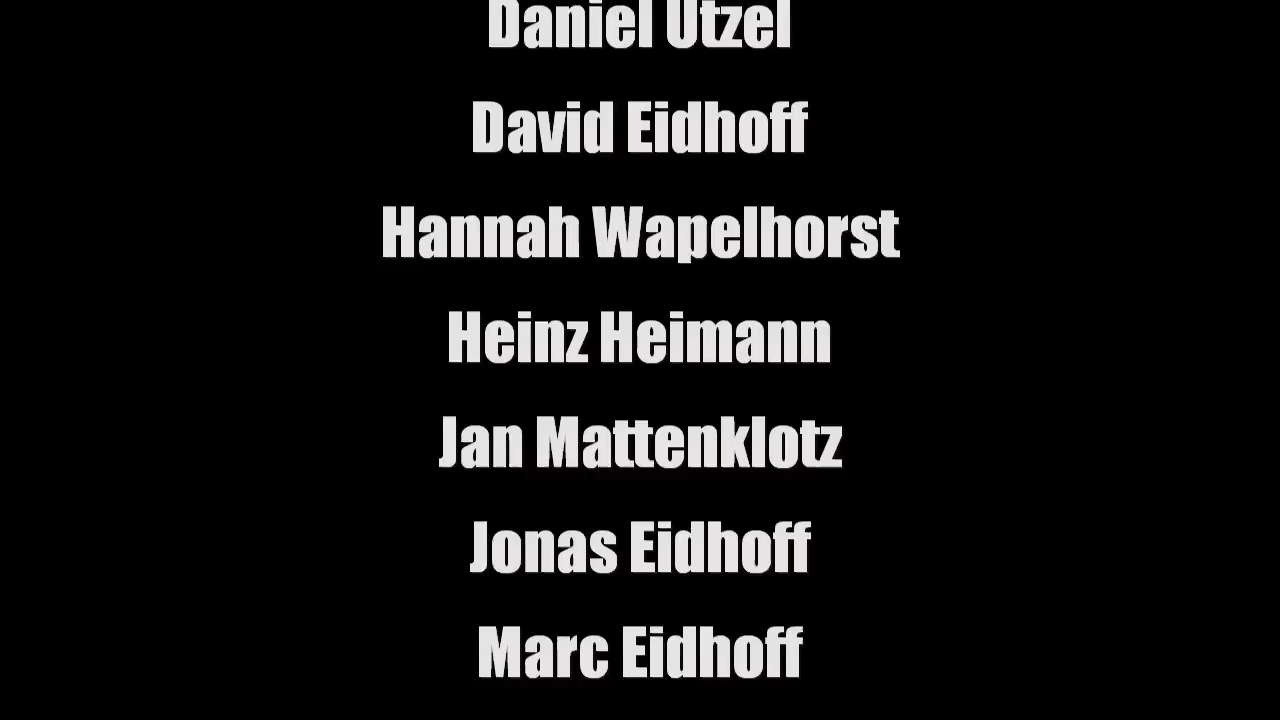 Daniel Utzel
David Eidhoff
Hannah Wapelhorst
Heinz Heimann
Jan Mattenklotz
Jonas Eidhoff
Marc Eidhoff